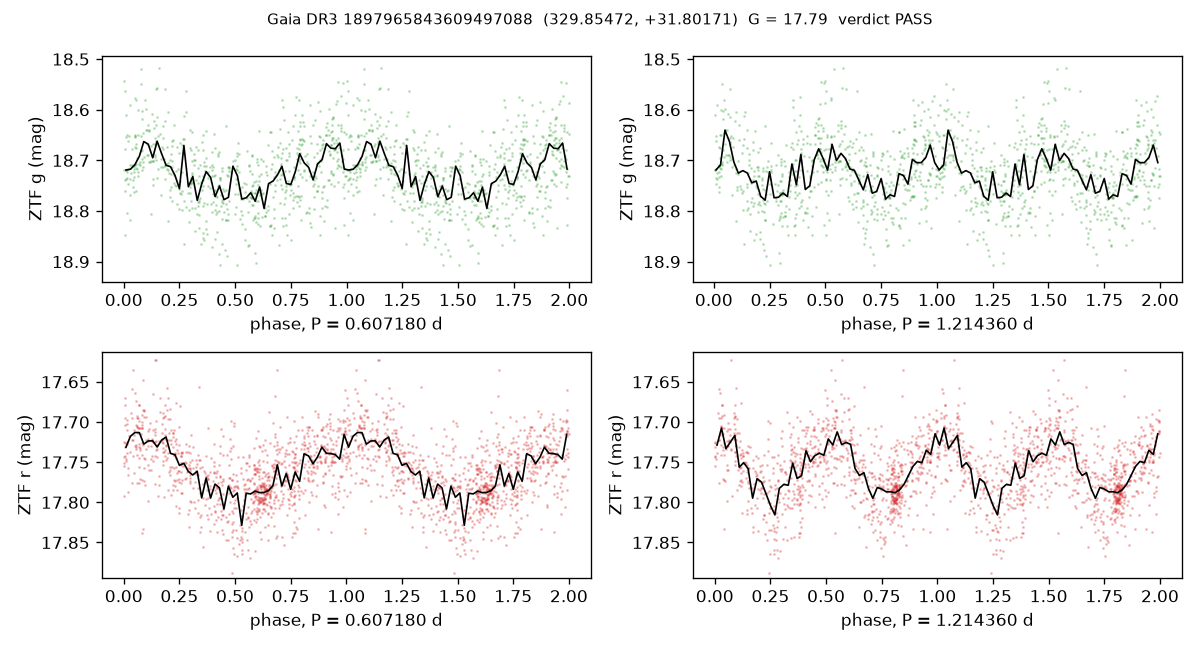 Gaia DR3 1897965843609497088  (329.85472, +31.80171)  G = 17.79  verdict PASS
18.5
18.6
18.7
18.8
18.9
ZTF g (mag)
0.00 0.25 0.50 0.75 1.00 1.25 1.50 1.75 2.00
phase, P = 0.607180 d
18.5
18.6
18.7
18.8
18.9
ZTF g (mag)
0.00 0.25 0.50 0.75 1.00 1.25 1.50 1.75 2.00
phase, P = 1.214360 d
17.65
17.70
17.75
17.80
17.85
ZTF r (mag)
0.00 0.25 0.50 0.75 1.00 1.25 1.50 1.75 2.00
phase, P = 0.607180 d
17.65
17.70
17.75
17.80
17.85
ZTF r (mag)
0.00 0.25 0.50 0.75 1.00 1.25 1.50 1.75 2.00
phase, P = 1.214360 d